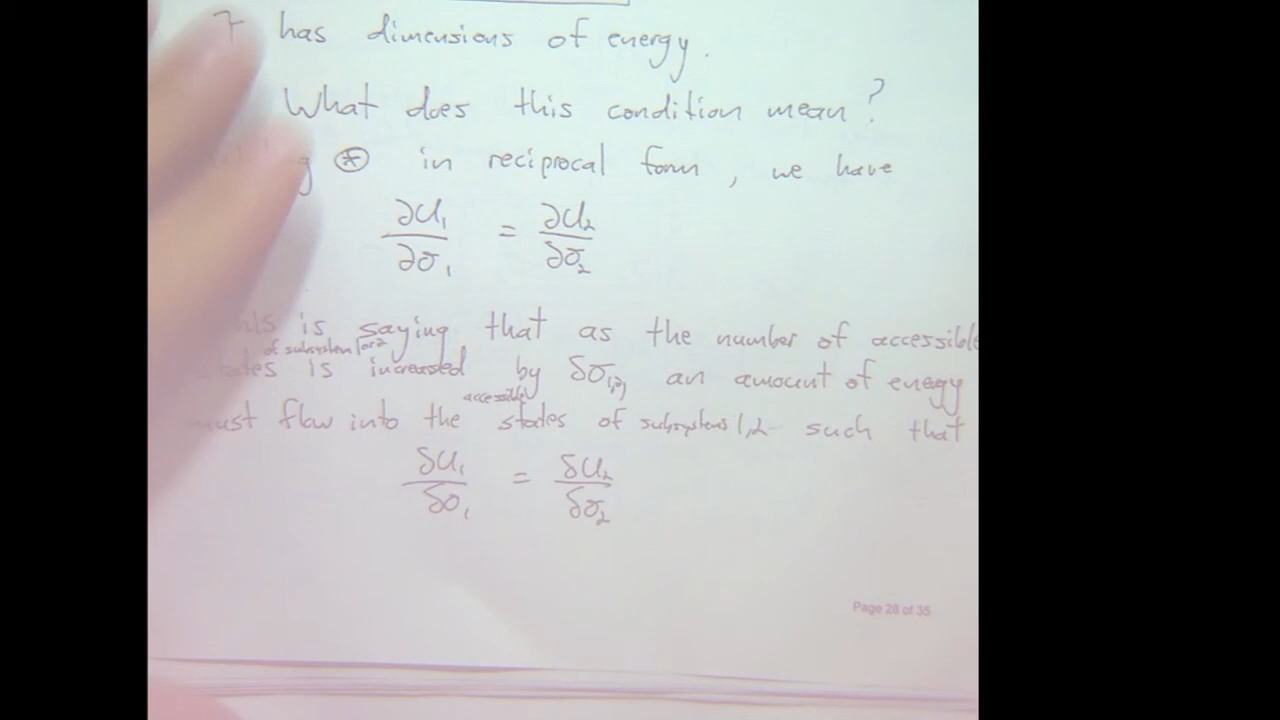 has dimensions of energy.
What does this condition mean?
⊛ in reciprocal form, we have
∂U₁/∂σ₁ = ∂U₂/∂σ₂
is saying that as the number of accessible
of subsystem 1 or 2
is increased by δσ₍₁,₂₎ an amount of energy
accessible
must flow into the states of subsystems 1,2 such that
δU₁/δσ₁ = δU₂/δσ₂
Page 28 of 35